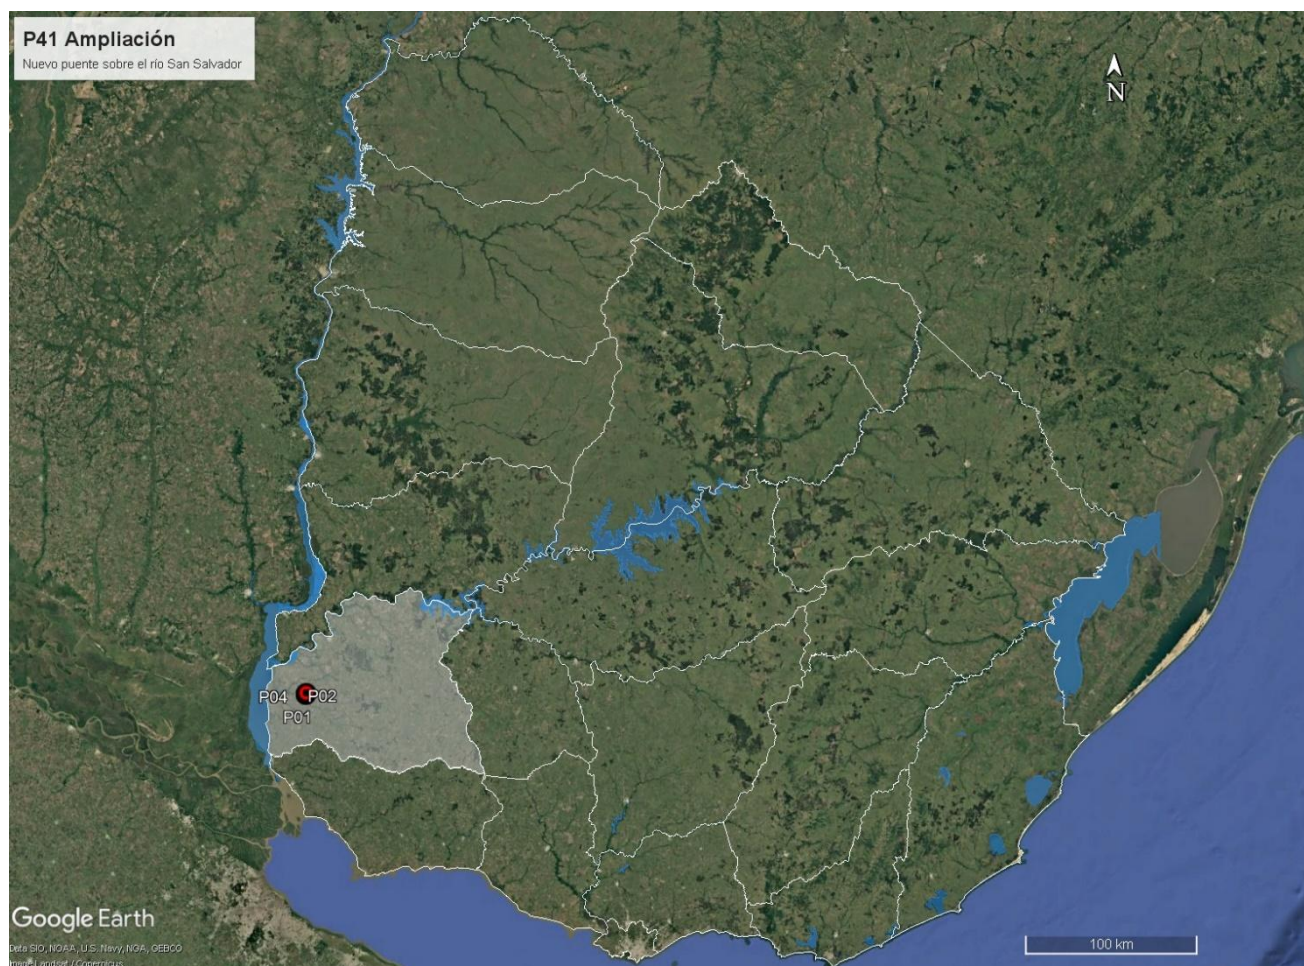 P41 Ampliación
Nuevo puente sobre el río San Salvador
N
P04
P02
P01
Google Earth
Data SIO, NOAA, U.S. Navy, NGA, GEBCO
Image Landsat / Copernicus
100 km